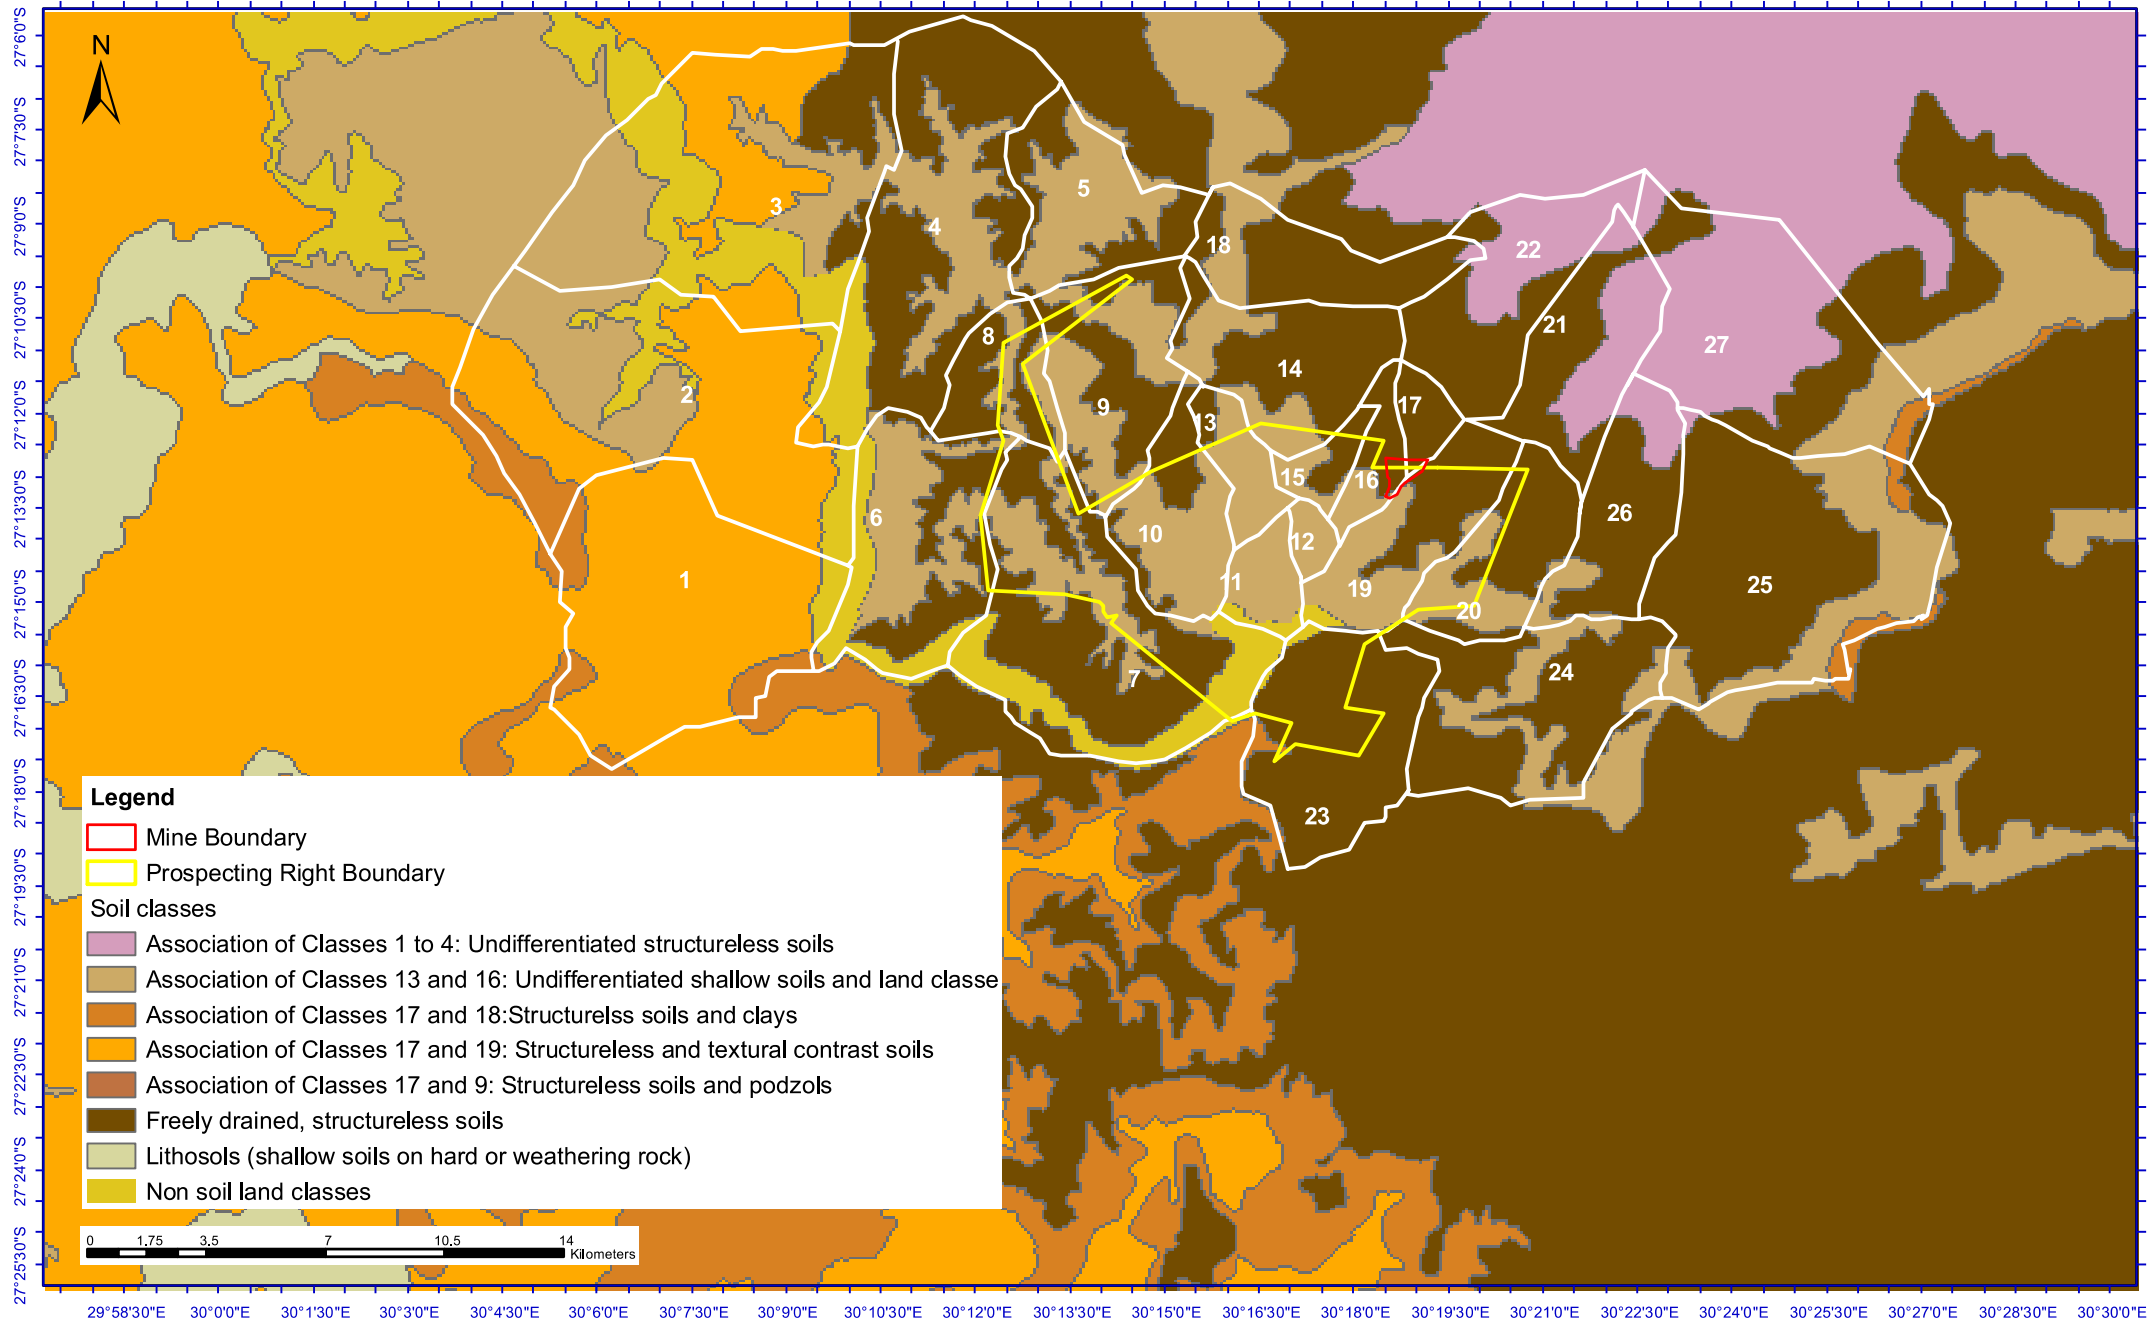 N
27°6'0"S
27°7'30"S
27°9'0"S
27°10'30"S
27°12'0"S
27°13'30"S
27°15'0"S
27°16'30"S
27°18'0"S
27°19'30"S
27°21'0"S
27°22'30"S
27°24'0"S
27°25'30"S
3
5
4
18
22
21
27
8
14
2
9
13
17
15
16
6
10
26
12
1
11
19
25
20
24
7
23
Legend
Mine Boundary
Prospecting Right Boundary
Soil classes
Association of Classes 1 to 4: Undifferentiated structureless soils
Association of Classes 13 and 16: Undifferentiated shallow soils and land classe
Association of Classes 17 and 18:Structurelss soils and clays
Association of Classes 17 and 19: Structureless and textural contrast soils
Association of Classes 17 and 9: Structureless soils and podzols
Freely drained, structureless soils
Lithosols (shallow soils on hard or weathering rock)
Non soil land classes
0 1.75 3.5 7 10.5 14
Kilometers
29°58'30"E 30°0'0"E 30°1'30"E 30°3'0"E 30°4'30"E 30°6'0"E 30°7'30"E 30°9'0"E 30°10'30"E 30°12'0"E 30°13'30"E 30°15'0"E 30°16'30"E 30°18'0"E 30°19'30"E 30°21'0"E 30°22'30"E 30°24'0"E 30°25'30"E 30°27'0"E 30°28'30"E 30°30'0"E